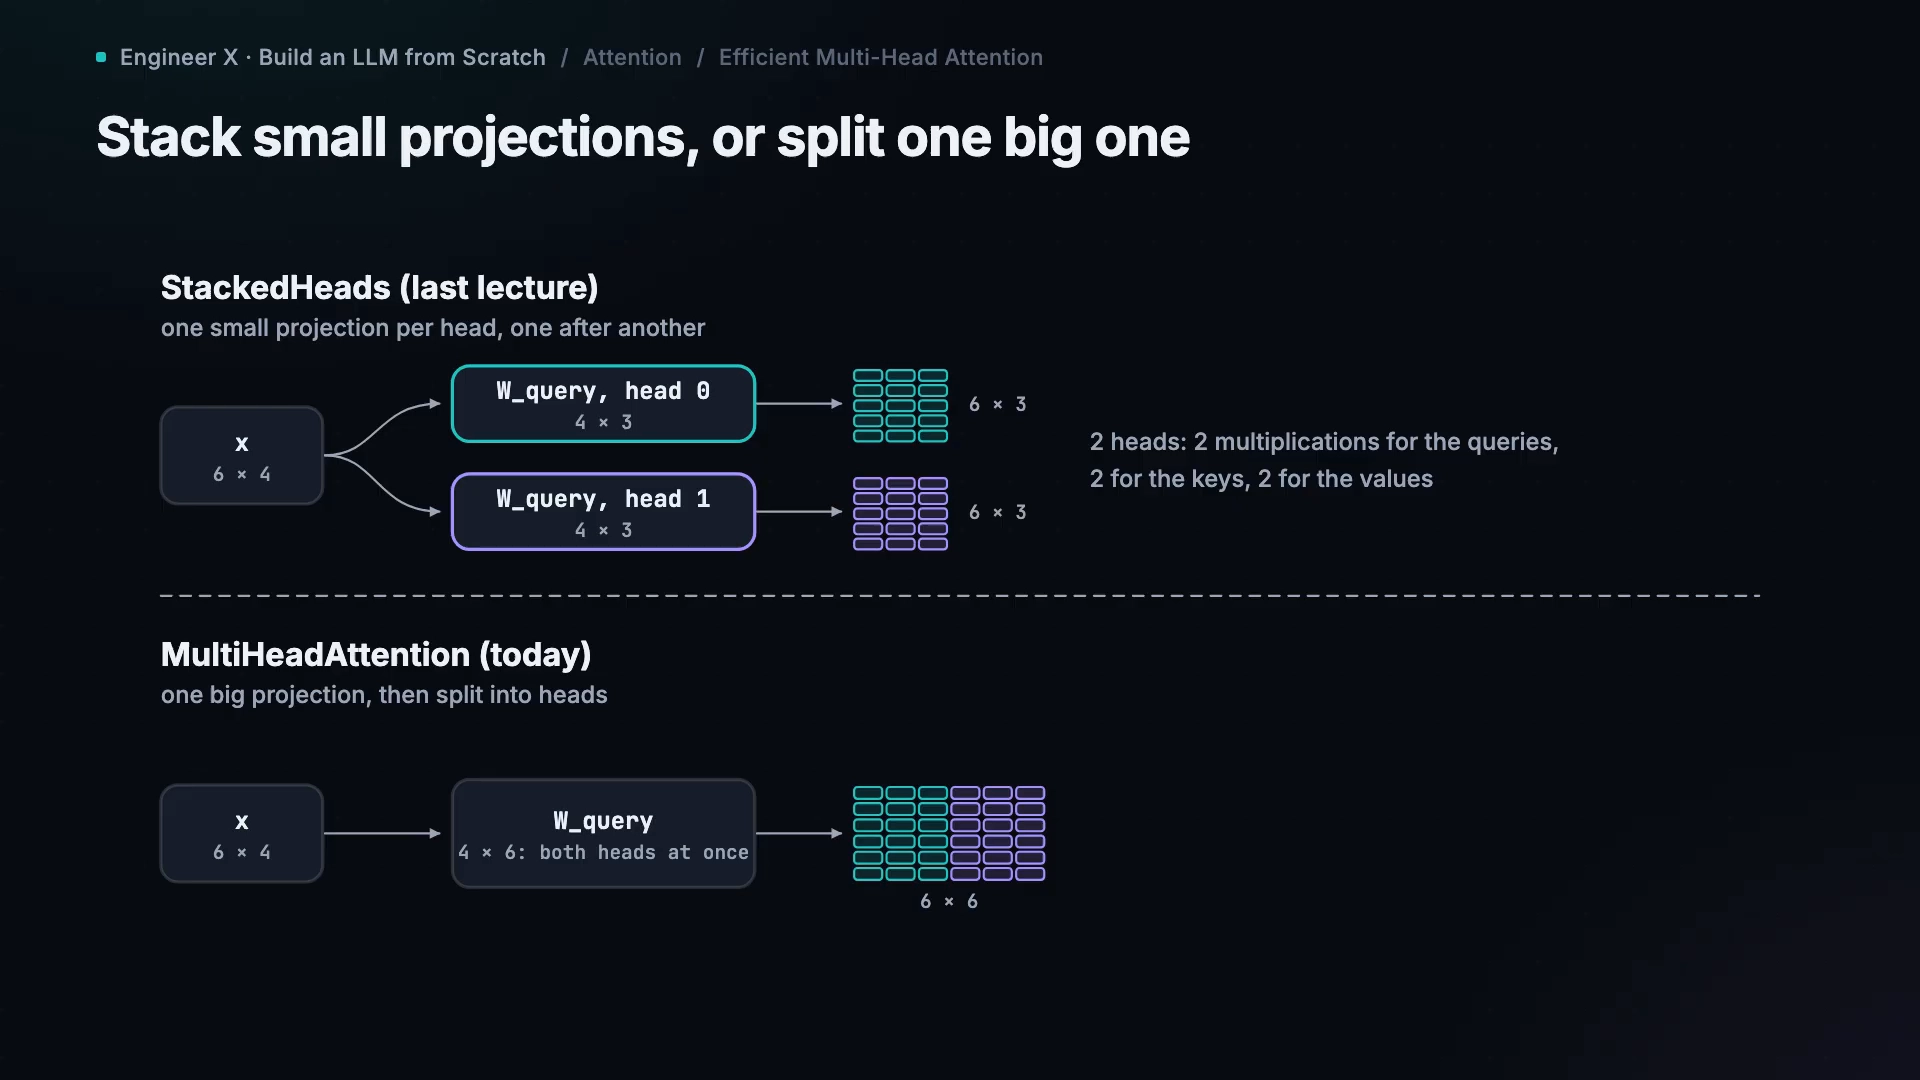 Engineer X · Build an LLM from Scratch / Attention / Efficient Multi-Head Attention
Stack small projections, or split one big one
StackedHeads (last lecture)
one small projection per head, one after another
x
6 × 4
W_query, head 0
4 × 3
6 × 3
W_query, head 1
4 × 3
6 × 3
2 heads: 2 multiplications for the queries,
2 for the keys, 2 for the values
MultiHeadAttention (today)
one big projection, then split into heads
x
6 × 4
W_query
4 × 6: both heads at once
6 × 6